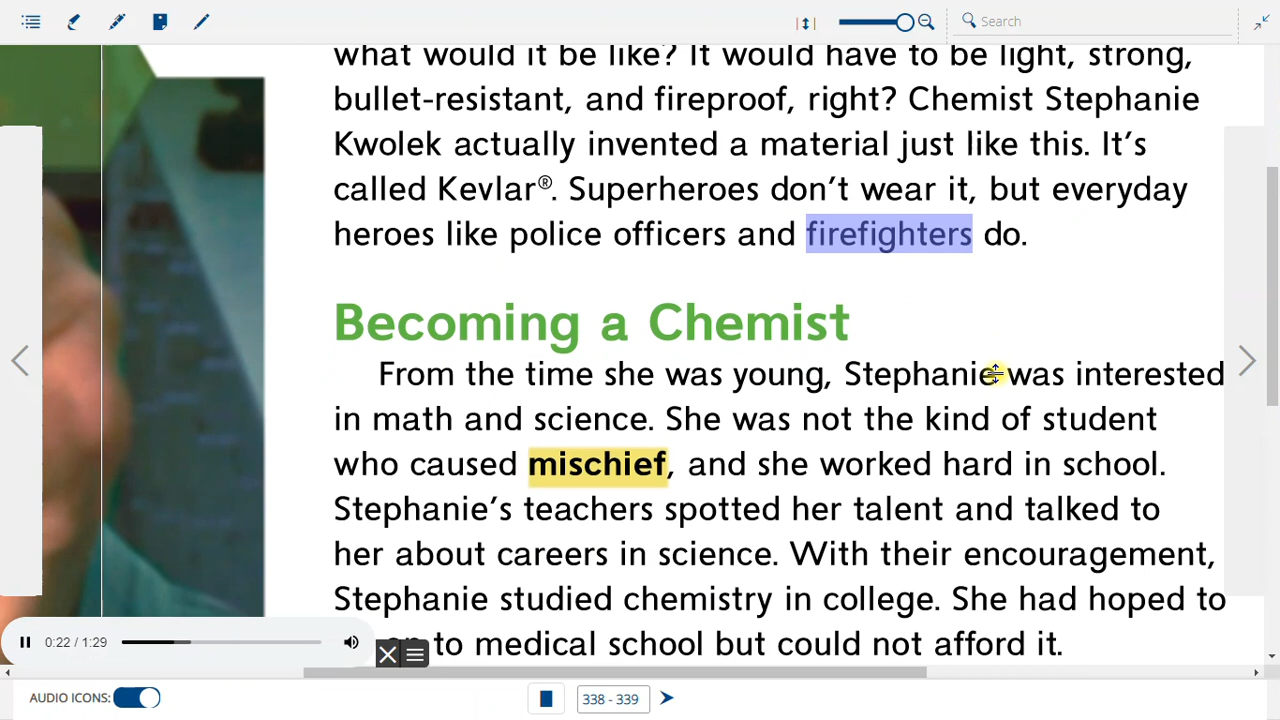 Search
what would it be like? It would have to be light, strong,
bullet-resistant, and fireproof, right? Chemist Stephanie
Kwolek actually invented a material just like this. It's
called Kevlar®. Superheroes don't wear it, but everyday
heroes like police officers and firefighters do.
Becoming a Chemist
From the time she was young, Stephanie was interested
in math and science. She was not the kind of student
who caused mischief, and she worked hard in school.
Stephanie's teachers spotted her talent and talked to
her about careers in science. With their encouragement,
Stephanie studied chemistry in college. She had hoped to
on to medical school but could not afford it.
0:22 / 1:29
AUDIO ICONS:
338 - 339